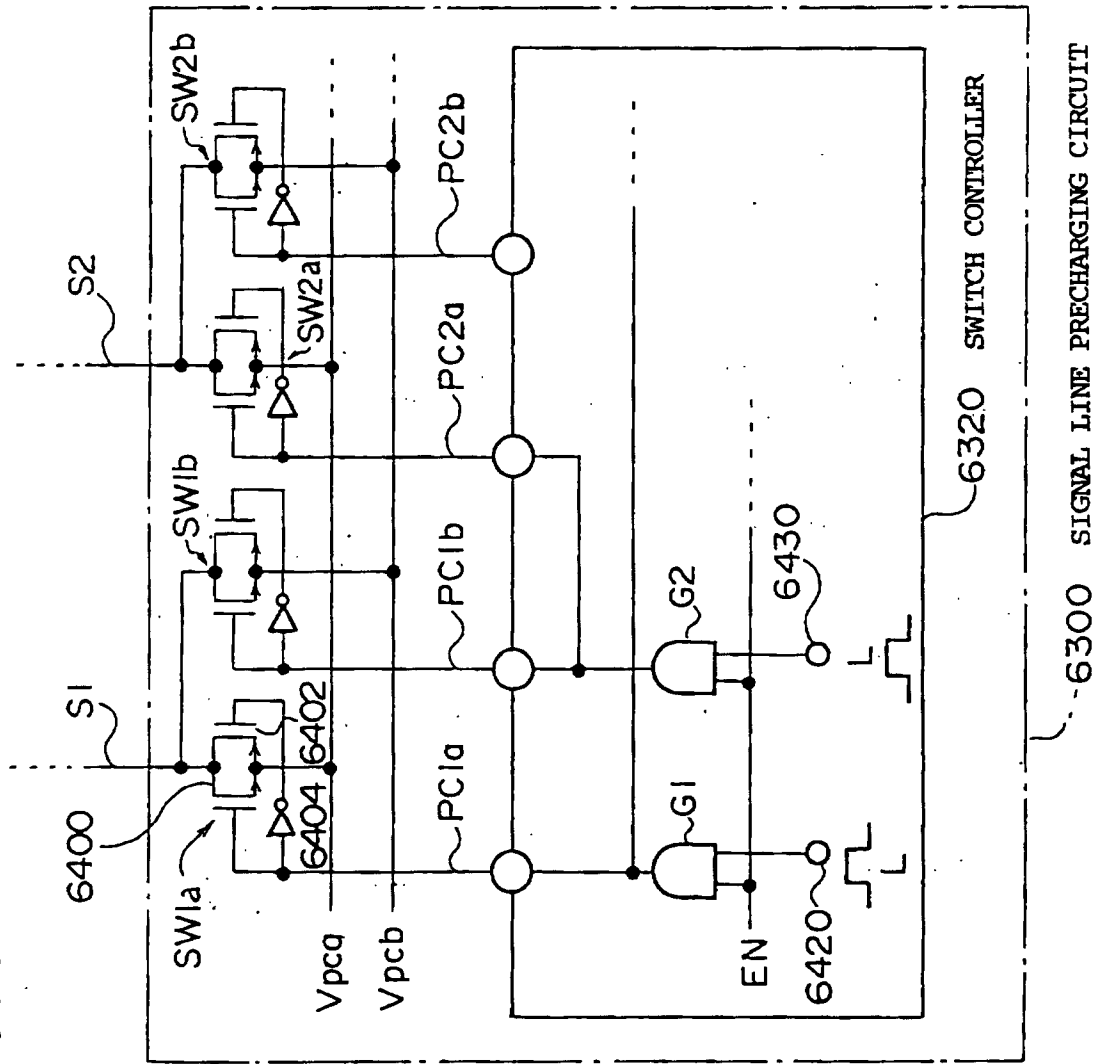 S1
S2
6400
SW1a
SW1b
SW2b
6402
6404
SW2a
Vpca
Vpcb
PC1a
PC1b
PC2a
PC2b
G1
G2
EN
6420
6430
6320 SWITCH CONTROLLER
6300 SIGNAL LINE PRECHARGING CIRCUIT